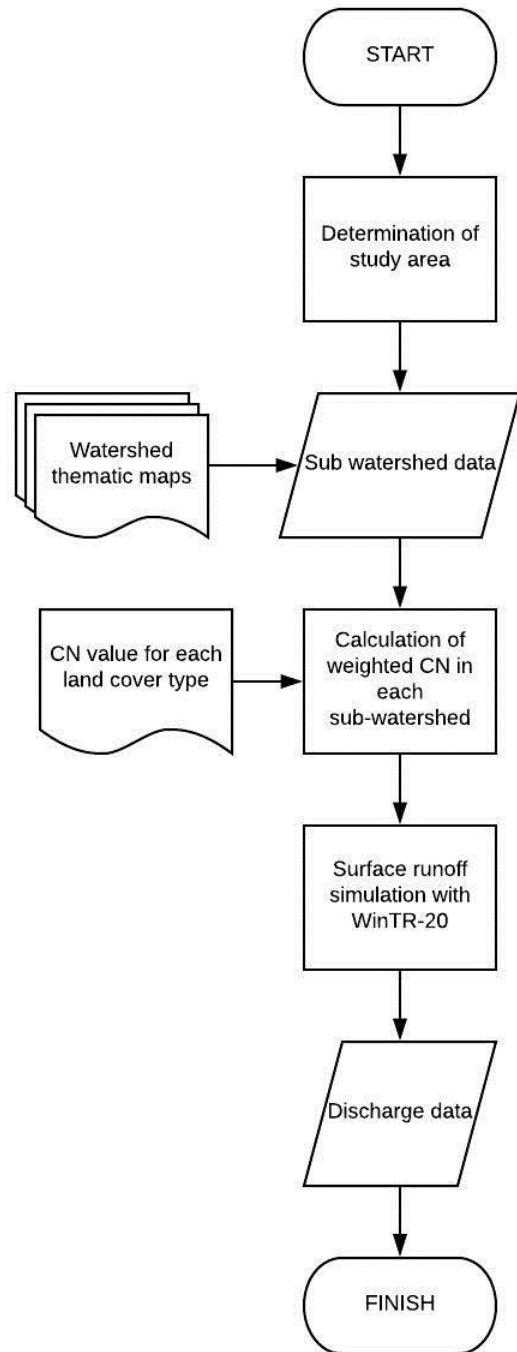 START
Determination of
study area
Watershed
thematic maps
Sub watershed data
CN value for each
land cover type
Calculation of
weighted CN in
each
sub-watershed
Surface runoff
simulation with
WinTR-20
Discharge data
FINISH